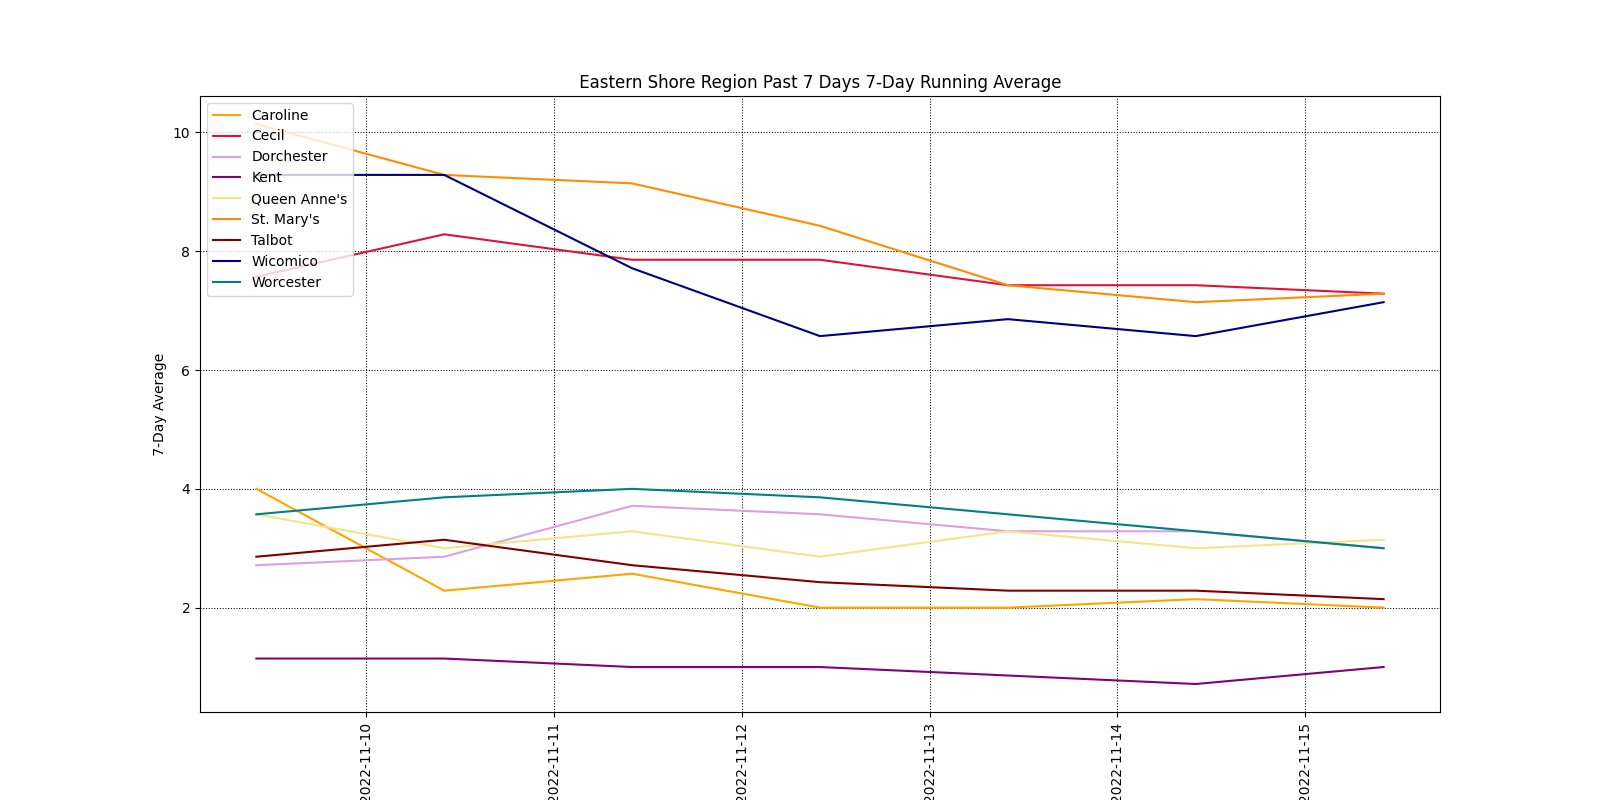 Eastern Shore Region Past 7 Days 7-Day Running Average
Caroline
Cecil
Dorchester
Kent
Queen Anne's
St. Mary's
Talbot
Wicomico
Worcester
7-Day Average
10
8
6
4
2
2022-11-10
2022-11-11
2022-11-12
2022-11-13
2022-11-14
2022-11-15